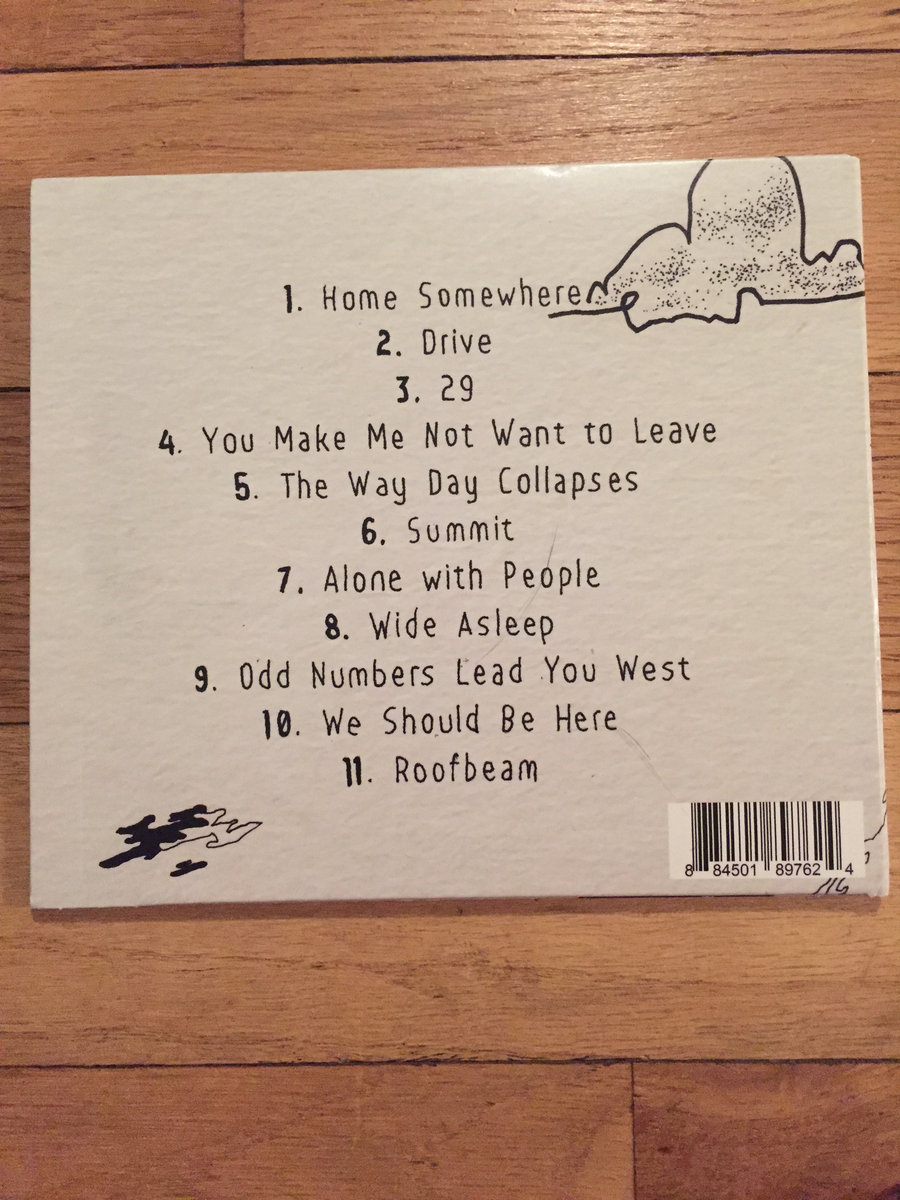 1. Home Somewhere
2. Drive
3. 29
4. You Make Me Not Want to Leave
5. The Way Day Collapses
6. Summit
7. Alone with People
8. Wide Asleep
9. Odd Numbers Lead You West
10. We Should Be Here
11. Roofbeam
8 84501 89762 4